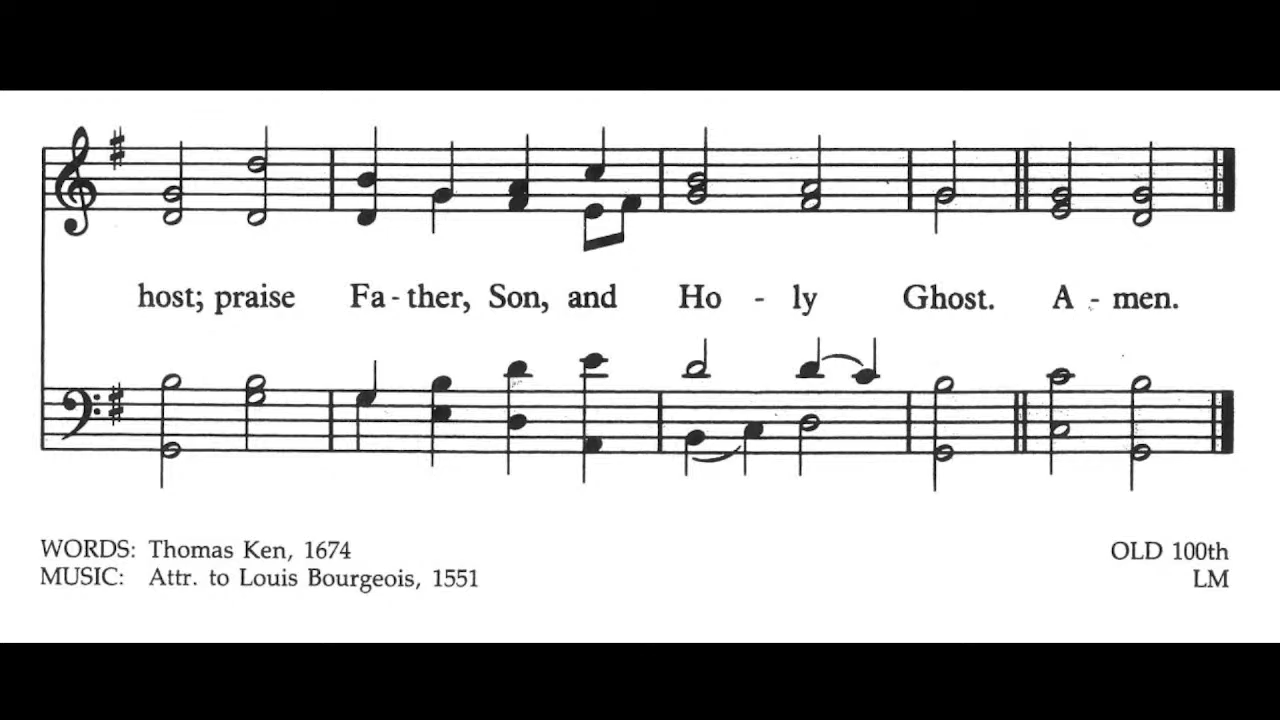 host; praise Fa - ther, Son, and Ho - ly Ghost. A - men.
WORDS: Thomas Ken, 1674
MUSIC: Attr. to Louis Bourgeois, 1551
OLD 100th
LM